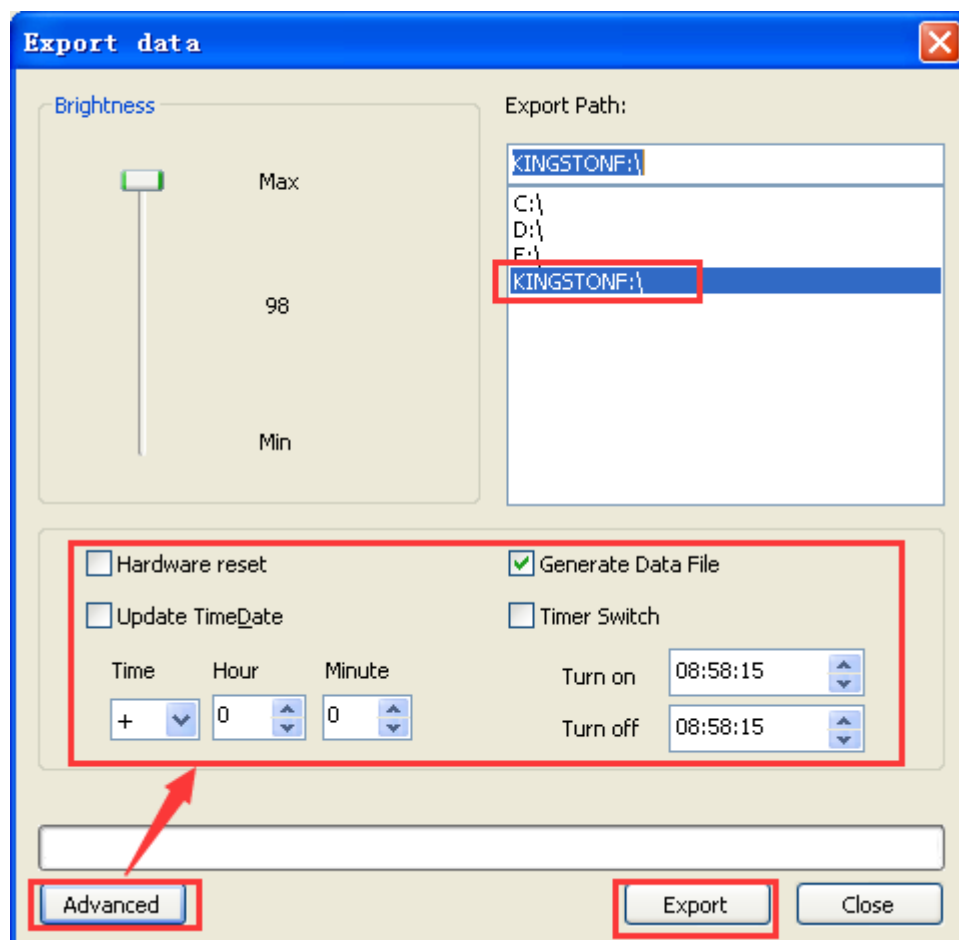 Export data
Brightness
Max
98
Min
Export Path:
KINGSTONF:\
C:\
D:\
E:\
KINGSTONF:\
Hardware reset
Generate Data File
Update TimeDate
Timer Switch
Time Hour Minute
+ 0 0
Turn on 08:58:15
Turn off 08:58:15
Advanced
Export
Close